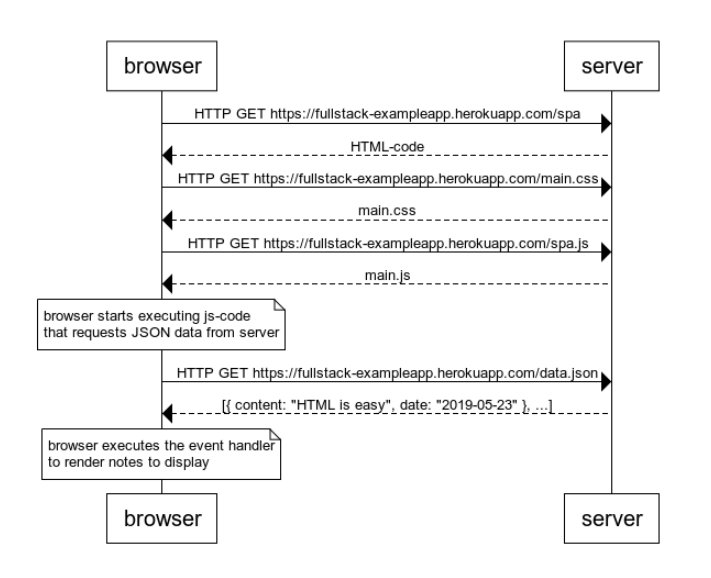 browser
server
HTTP GET https://fullstack-exampleapp.herokuapp.com/spa
HTML-code
HTTP GET https://fullstack-exampleapp.herokuapp.com/main.css
main.css
HTTP GET https://fullstack-exampleapp.herokuapp.com/spa.js
main.js
browser starts executing js-code
that requests JSON data from server
HTTP GET https://fullstack-exampleapp.herokuapp.com/data.json
[{ content: "HTML is easy", date: "2019-05-23" }, ...]
browser executes the event handler
to render notes to display
browser
server